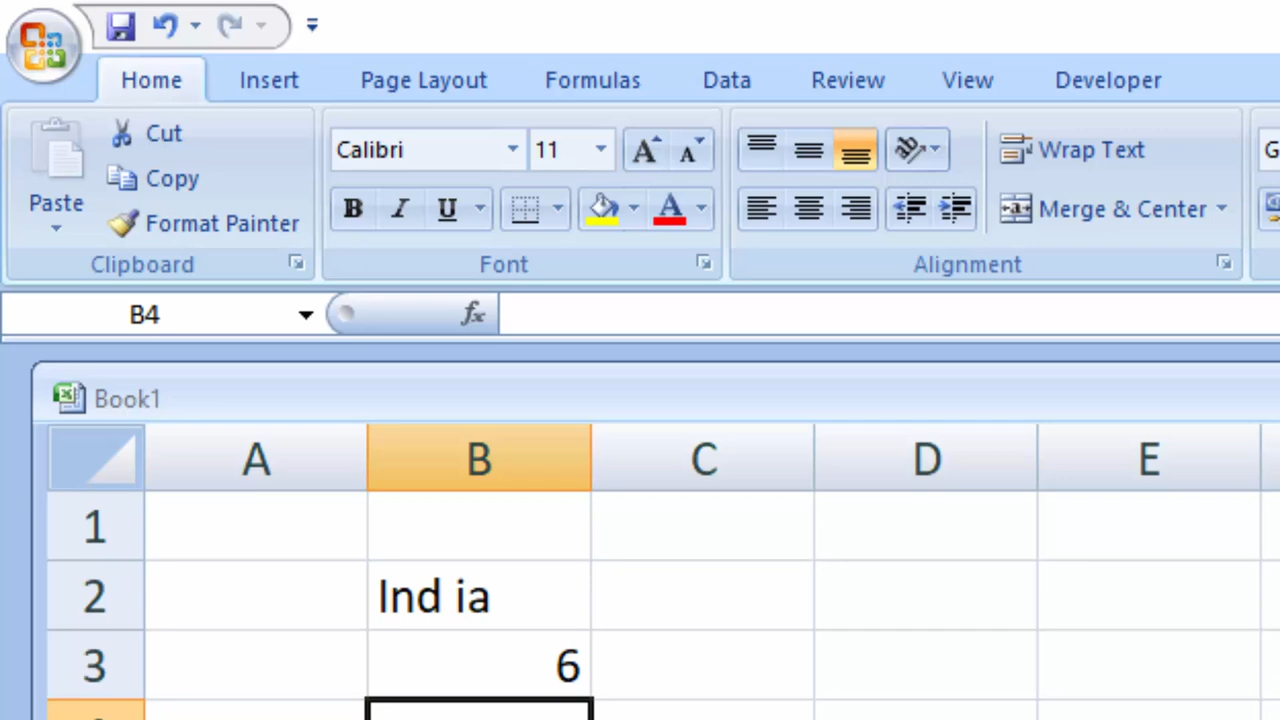 Home Insert Page Layout Formulas Data Review View Developer
Paste
Cut
Copy
Format Painter
Clipboard
Calibri 11 A A
B I U A
Font
ab
Wrap Text
a Merge & Center
Alignment
G
B4 fx
Book1
A B C D E
1
2 Ind ia
3 6